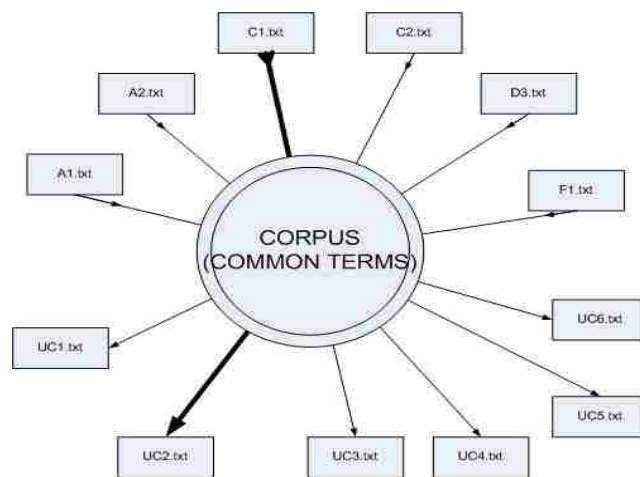 C1.txt
C2.txt
A2.txt
D3.txt
A1.txt
F1.txt
CORPUS
(COMMON TERMS)
UC6.txt
UC1.txt
UC5.txt
UC2.txt
UC3.txt
UC4.txt